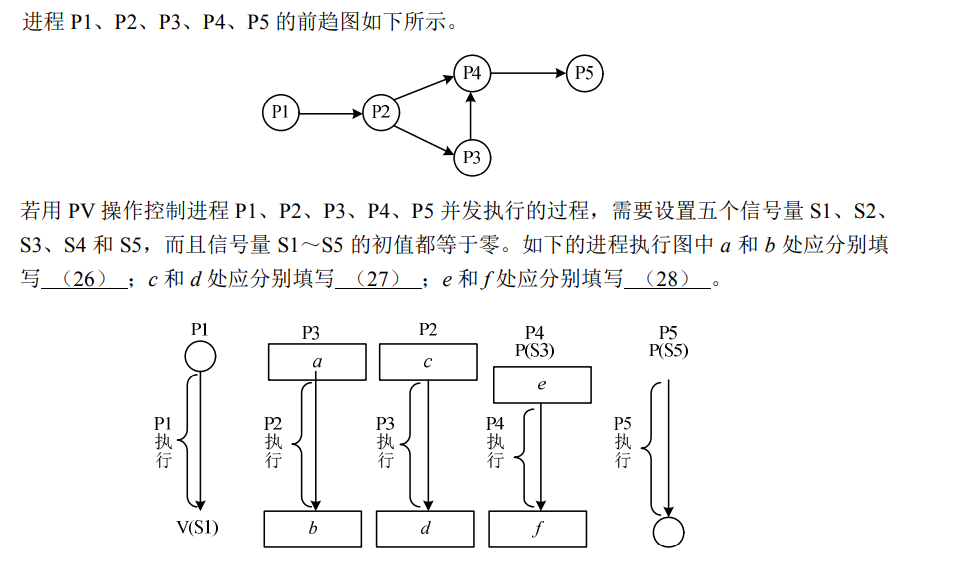 进程 P1、P2、P3、P4、P5 的前趋图如下所示。
P4
P5
P1
P2
P3
若用 PV 操作控制进程 P1、P2、P3、P4、P5 并发执行的过程，需要设置五个信号量 S1、S2、
S3、S4 和 S5，而且信号量 S1～S5 的初值都等于零。如下的进程执行图中 a 和 b 处应分别填
写 （26） ；c 和 d 处应分别填写 （27） ；e 和 f 处应分别填写 （28） 。
P1
P3
P2
P4
P(S3)
P5
P(S5)
a
c
e
P1
执
行
P2
执
行
P3
执
行
P4
执
行
P5
执
行
V(S1)
b
d
f